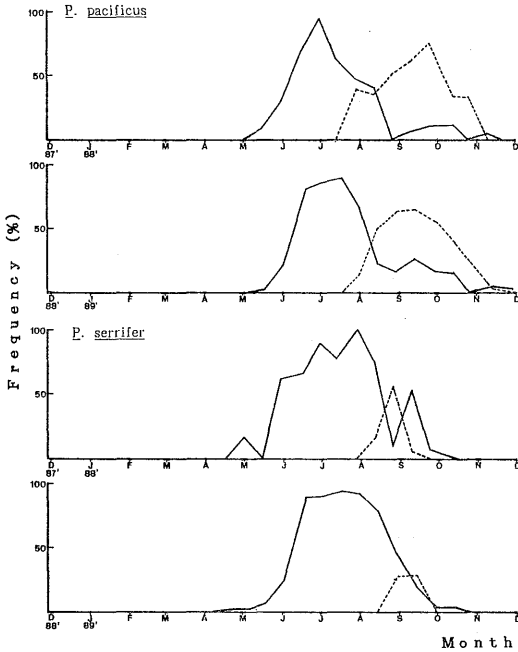 P. pacificus
100
50
D J F M A M J J A S O N D
87' 88'
100
50
D J F M A M J J A S O N D
88' 89'
Frequency (%)
P. serrifer
100
50
D J F M A M J J A S O N D
87' 88'
100
50
D J F M A M J J A S O N D
88' 89'
Month